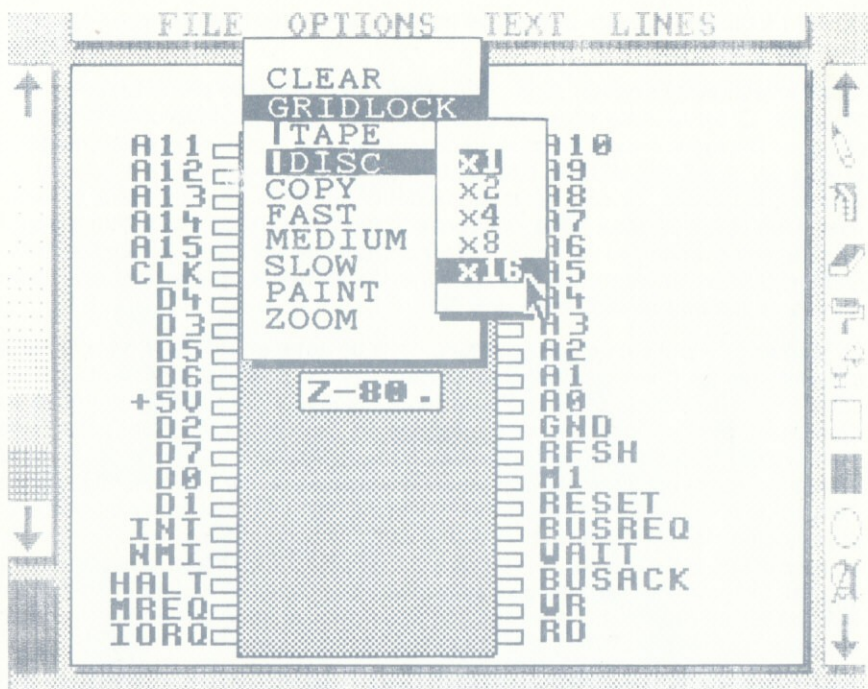 FILE OPTIONS TEXT LINES
CLEAR
GRIDLOCK
TAPE
DISC
COPY
FAST
MEDIUM
SLOW
PAINT
ZOOM
x1
x2
x4
x8
x16
A11
A12
A13
A14
A15
CLK
D4
D3
D5
D6
+5V
D2
D7
D0
D1
INT
NMI
HALT
MREQ
IORQ
Z-80.
A10
A9
A8
A7
A6
A5
A4
A3
A2
A1
A0
GND
RFSH
M1
RESET
BUSREQ
WAIT
BUSACK
WR
RD
A